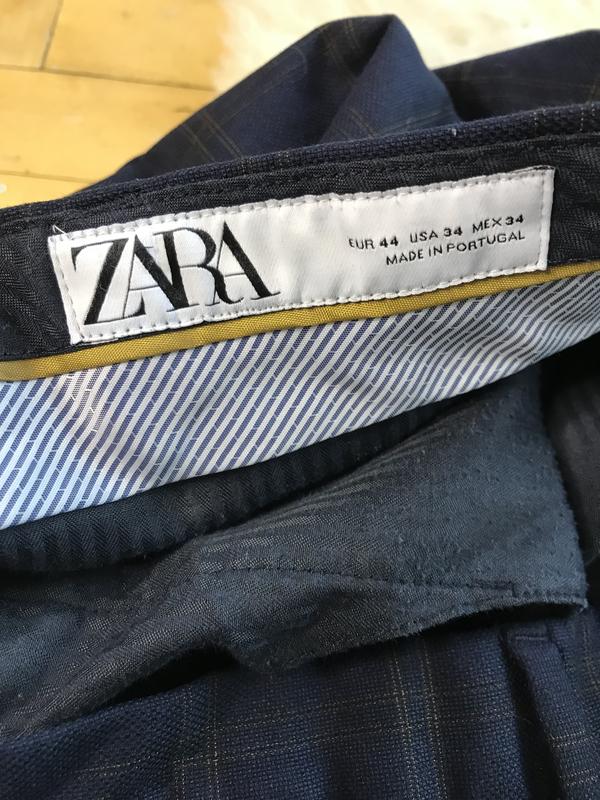 ZARA
EUR 44 USA 34 MEX 34
MADE IN PORTUGAL